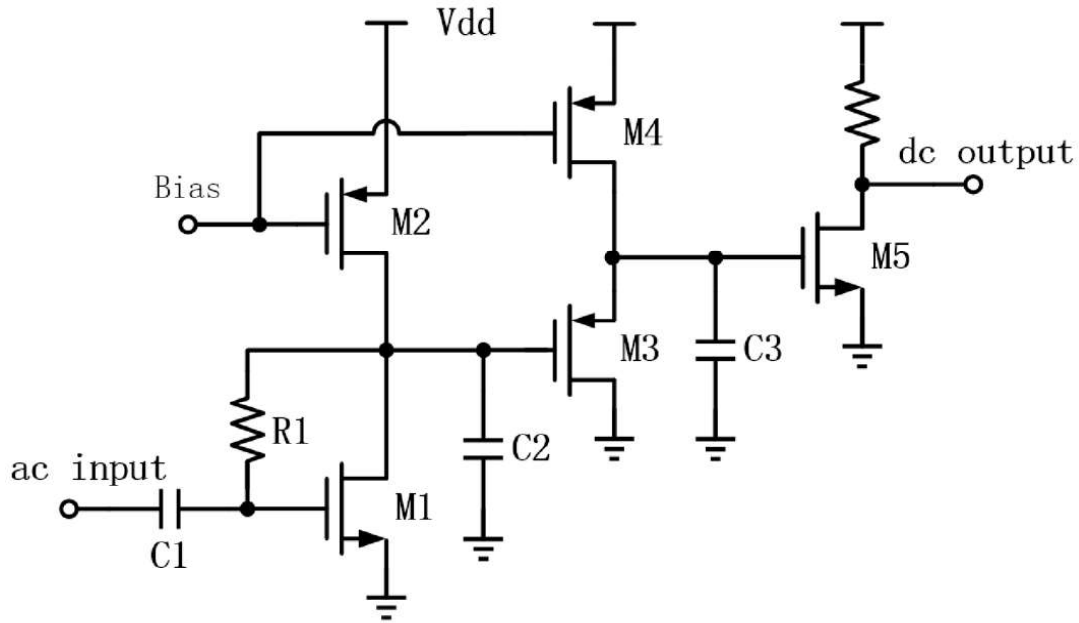 Vdd
M4
dc output
Bias
M2
M5
M3
C3
R1
C2
ac input
M1
C1